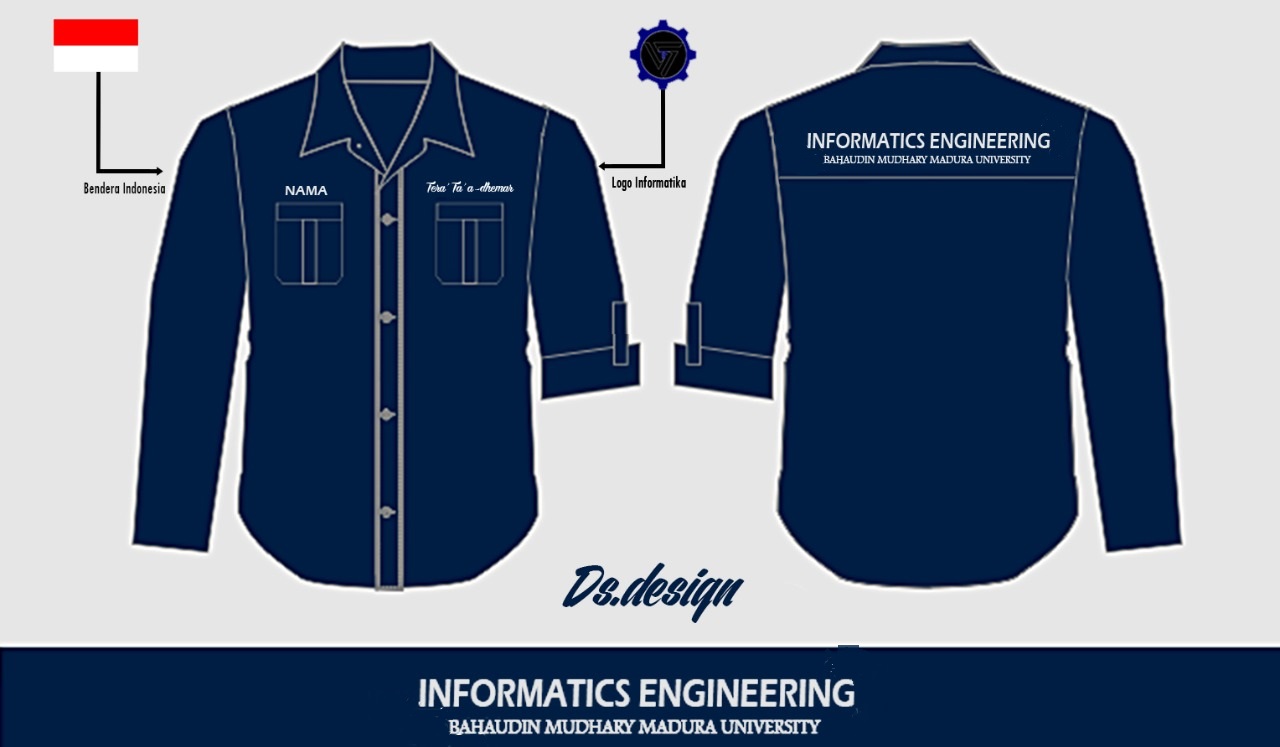 Bendera Indonesia
Logo Informatika
NAMA
Tera' Ta' a -dhemar
INFORMATICS ENGINEERING
BAHAUDIN MUDHARY MADURA UNIVERSITY
Ds.design
INFORMATICS ENGINEERING
BAHAUDIN MUDHARY MADURA UNIVERSITY